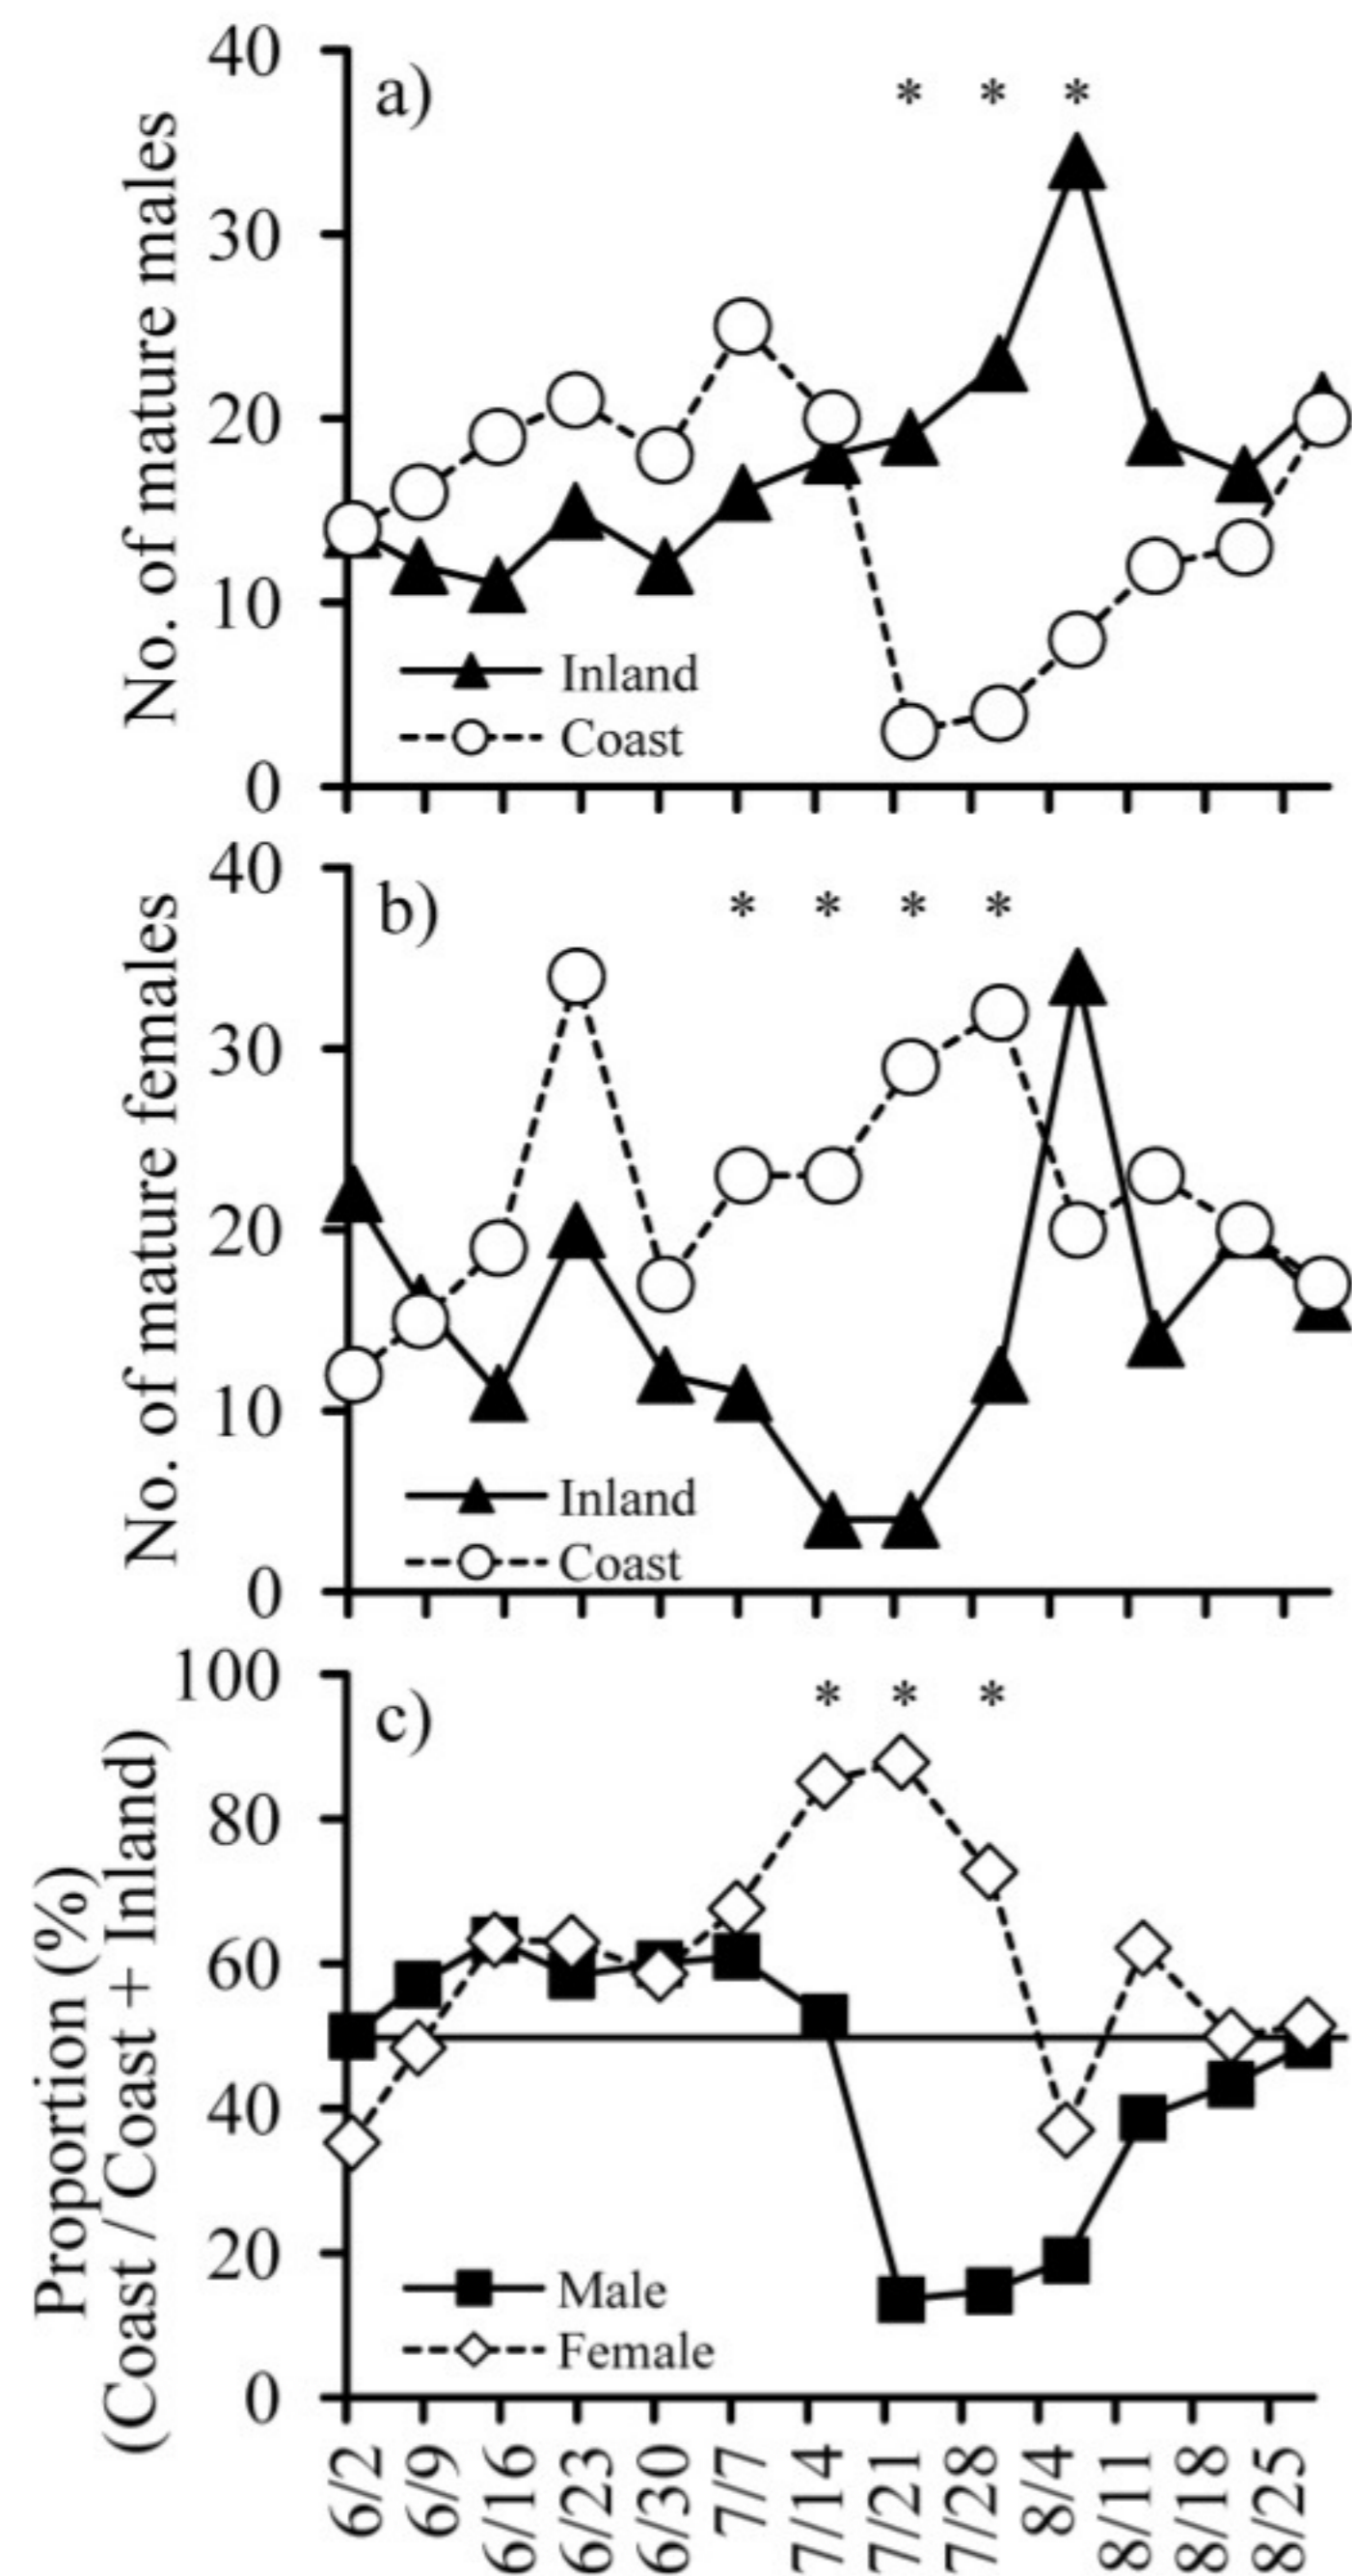 a)
* * *
No. of mature males
40
30
20
10
0
Inland
Coast
b)
* * * *
No. of mature females
40
30
20
10
0
Inland
Coast
c)
* * *
Proportion (%)
(Coast / Coast + Inland)
100
80
60
40
20
0
Male
Female
6/2
6/9
6/16
6/23
6/30
7/7
7/14
7/21
7/28
8/4
8/11
8/18
8/25